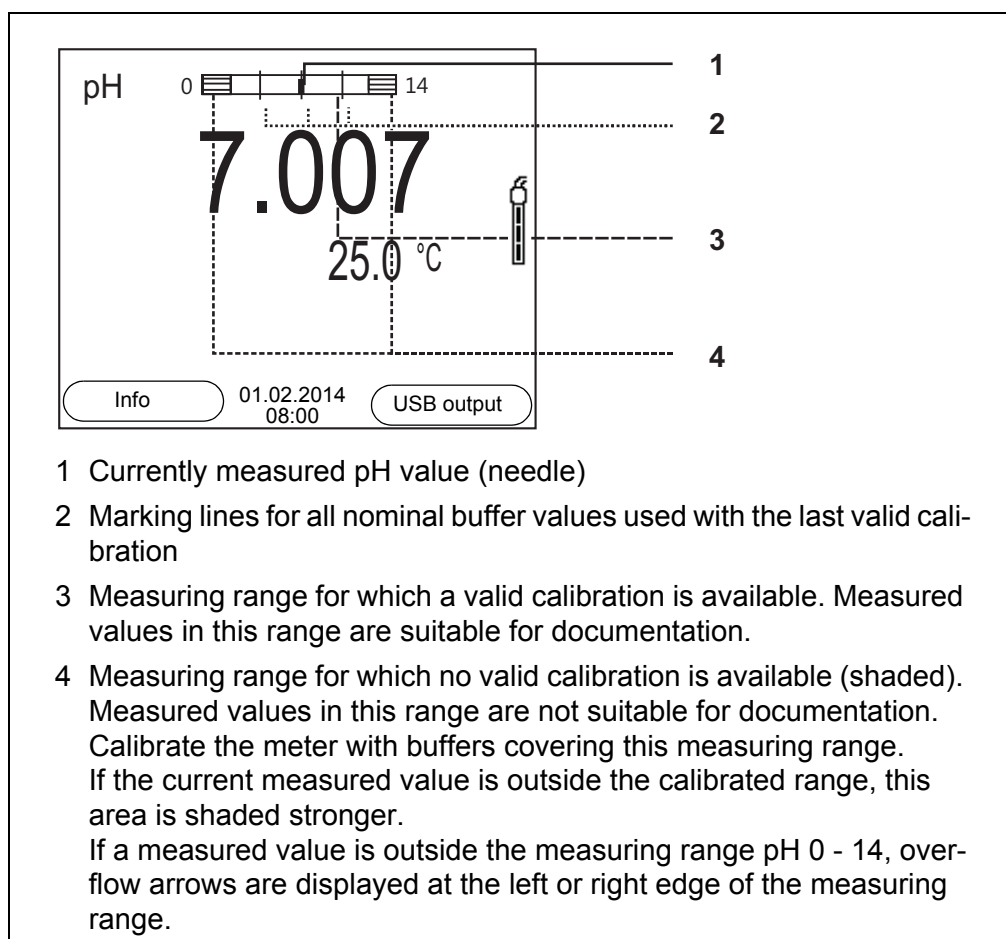 pH 0 14 1
2
7.007
3
25.0 °C
4
Info 01.02.2014 USB output
08:00
1 Currently measured pH value (needle)
2 Marking lines for all nominal buffer values used with the last valid cali-
bration
3 Measuring range for which a valid calibration is available. Measured
values in this range are suitable for documentation.
4 Measuring range for which no valid calibration is available (shaded).
Measured values in this range are not suitable for documentation.
Calibrate the meter with buffers covering this measuring range.
If the current measured value is outside the calibrated range, this
area is shaded stronger.
If a measured value is outside the measuring range pH 0 - 14, over-
flow arrows are displayed at the left or right edge of the measuring
range.